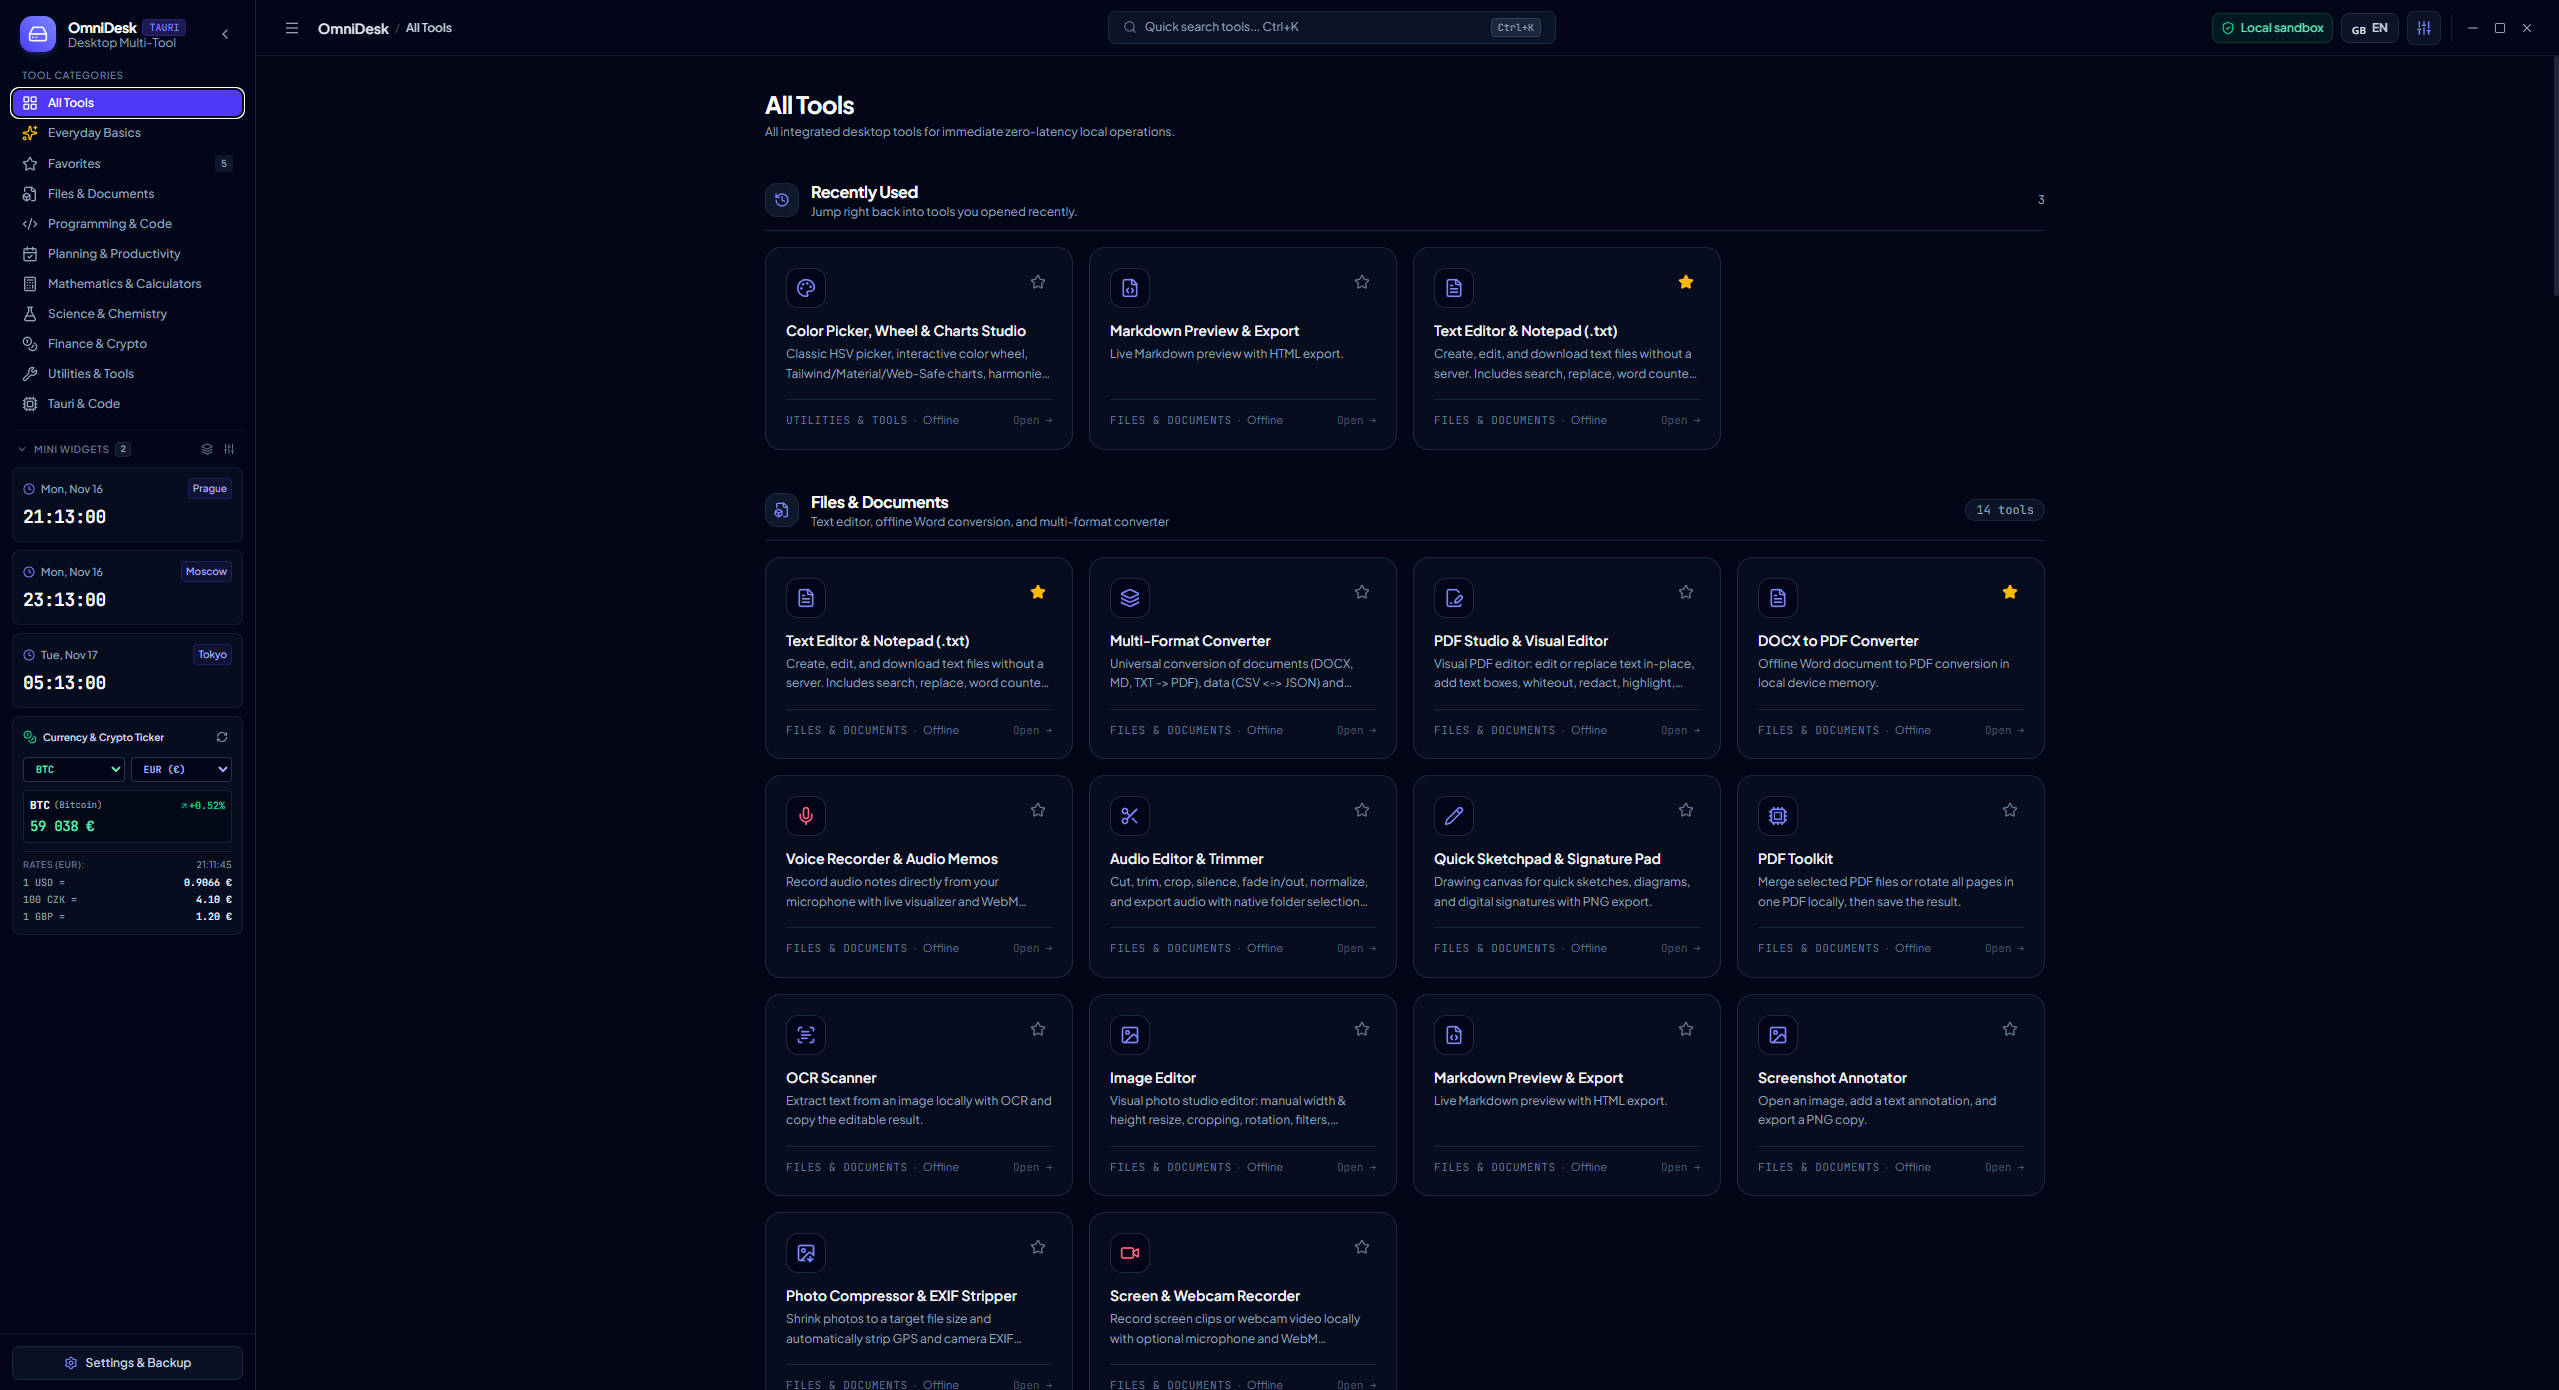 OmniDesk TAURI
Desktop Multi-Tool
TOOL CATEGORIES
All Tools
Everyday Basics
Favorites 5
Files & Documents
Programming & Code
Planning & Productivity
Mathematics & Calculators
Science & Chemistry
Finance & Crypto
Utilities & Tools
Tauri & Code
MINI WIDGETS 2
Mon, Nov 16 Prague
21:13:00
Mon, Nov 16 Moscow
23:13:00
Tue, Nov 17 Tokyo
05:13:00
Currency & Crypto Ticker
BTC EUR (€)
BTC (Bitcoin) ↗+0.52%
59 038 €
RATES (EUR): 21:11:45
1 USD = 0.9066 €
100 CZK = 4.10 €
1 GBP = 1.20 €
Settings & Backup
OmniDesk / All Tools
Quick search tools... Ctrl+K Ctrl+K
Local sandbox
GB EN
All Tools
All integrated desktop tools for immediate zero-latency local operations.
Recently Used
Jump right back into tools you opened recently.
3
Color Picker, Wheel & Charts Studio
Classic HSV picker, interactive color wheel,
Tailwind/Material/Web-Safe charts, harmonie...
UTILITIES & TOOLS · Offline Open →
Markdown Preview & Export
Live Markdown preview with HTML export.
FILES & DOCUMENTS · Offline Open →
Text Editor & Notepad (.txt)
Create, edit, and download text files without a
server. Includes search, replace, word counte...
FILES & DOCUMENTS · Offline Open →
Files & Documents
Text editor, offline Word conversion, and multi-format converter
14 tools
Text Editor & Notepad (.txt)
Create, edit, and download text files without a
server. Includes search, replace, word counte...
FILES & DOCUMENTS · Offline Open →
Multi-Format Converter
Universal conversion of documents (DOCX,
MD, TXT -> PDF), data (CSV <-> JSON) and...
FILES & DOCUMENTS · Offline Open →
PDF Studio & Visual Editor
Visual PDF editor: edit or replace text in-place,
add text boxes, whiteout, redact, highlight,...
FILES & DOCUMENTS · Offline Open →
DOCX to PDF Converter
Offline Word document to PDF conversion in
local device memory.
FILES & DOCUMENTS · Offline Open →
Voice Recorder & Audio Memos
Record audio notes directly from your
microphone with live visualizer and WebM...
FILES & DOCUMENTS · Offline Open →
Audio Editor & Trimmer
Cut, trim, crop, silence, fade in/out, normalize,
and export audio with native folder selection...
FILES & DOCUMENTS · Offline Open →
Quick Sketchpad & Signature Pad
Drawing canvas for quick sketches, diagrams,
and digital signatures with PNG export.
FILES & DOCUMENTS · Offline Open →
PDF Toolkit
Merge selected PDF files or rotate all pages in
one PDF locally, then save the result.
FILES & DOCUMENTS · Offline Open →
OCR Scanner
Extract text from an image locally with OCR and
copy the editable result.
FILES & DOCUMENTS · Offline Open →
Image Editor
Visual photo studio editor: manual width &
height resize, cropping, rotation, filters,...
FILES & DOCUMENTS · Offline Open →
Markdown Preview & Export
Live Markdown preview with HTML export.
FILES & DOCUMENTS · Offline Open →
Screenshot Annotator
Open an image, add a text annotation, and
export a PNG copy.
FILES & DOCUMENTS · Offline Open →
Photo Compressor & EXIF Stripper
Shrink photos to a target file size and
automatically strip GPS and camera EXIF...
FILES & DOCUMENTS · Offline Open →
Screen & Webcam Recorder
Record screen clips or webcam video locally
with optional microphone and WebM...
FILES & DOCUMENTS · Offline Open →